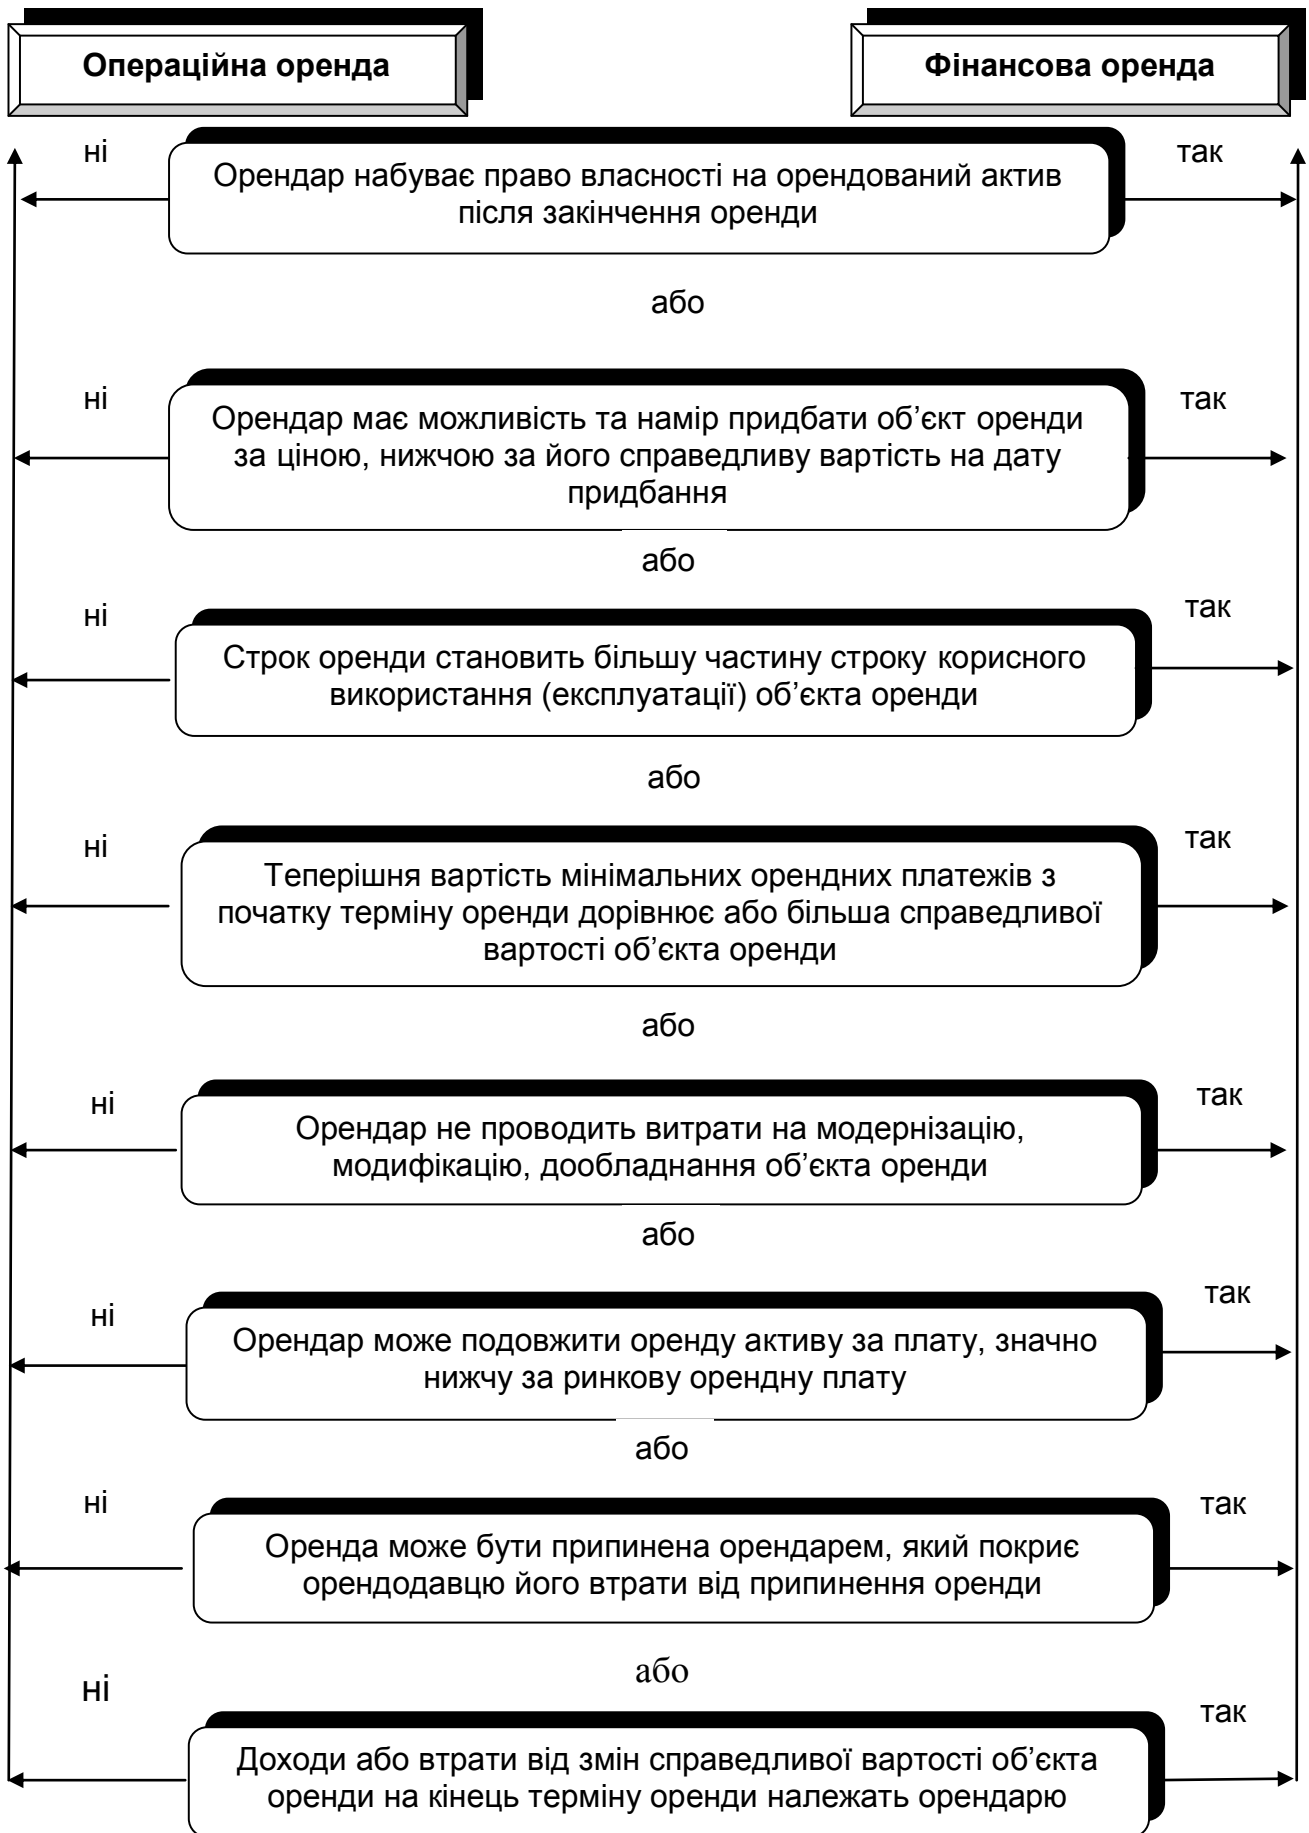 Операційна оренда
Фінансова оренда
ні
так
Орендар набуває право власності на орендований актив
після закінчення оренди
або
ні
так
Орендар має можливість та намір придбати об’єкт оренди
за ціною, нижчою за його справедливу вартість на дату
придбання
або
ні
так
Строк оренди становить більшу частину строку корисного
використання (експлуатації) об’єкта оренди
або
ні
так
Теперішня вартість мінімальних орендних платежів з
початку терміну оренди дорівнює або більша справедливої
вартості об’єкта оренди
або
ні
так
Орендар не проводить витрати на модернізацію,
модифікацію, дообладнання об’єкта оренди
або
ні
так
Орендар може подовжити оренду активу за плату, значно
нижчу за ринкову орендну плату
або
ні
так
Оренда може бути припинена орендарем, який покриє
орендодавцю його втрати від припинення оренди
або
ні
так
Доходи або втрати від змін справедливої вартості об’єкта
оренди на кінець терміну оренди належать орендарю